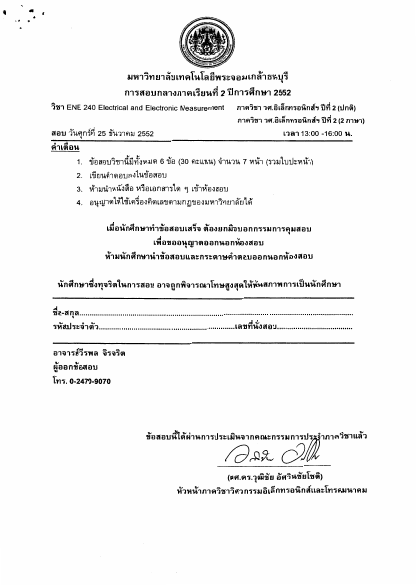 มหาวิทยาลัยเทคโนโลยีพระจอมเกล้าธนบุรี
การสอบกลางภาคเรียนที่ 2 ปีการศึกษา 2552
วิชา ENE 240 Electrical and Electronic Measurement ภาควิชา วศ.อิเล็กทรอนิกส์ฯ ปีที่ 2 (ปกติ)
ภาควิชา วศ.อิเล็กทรอนิกส์ฯ ปีที่ 2 (2 ภาษา)
สอบ วันศุกร์ที่ 25 ธันวาคม 2552 เวลา 13:00 -16:00 น.
คำเตือน
1. ข้อสอบวิชานี้มีทั้งหมด 6 ข้อ (30 คะแนน) จำนวน 7 หน้า (รวมใบปะหน้า)
2. เขียนคำตอบลงในข้อสอบ
3. ห้ามนำหนังสือ หรือเอกสารใด ๆ เข้าห้องสอบ
4. อนุญาตให้ใช้เครื่องคิดเลขตามกฎของมหาวิทยาลัยได้
เมื่อนักศึกษาทำข้อสอบเสร็จ ต้องยกมือบอกกรรมการคุมสอบ
เพื่อขออนุญาตออกนอกห้องสอบ
ห้ามนักศึกษานำข้อสอบและกระดาษคำตอบออกนอกห้องสอบ
นักศึกษาซึ่งทุจริตในการสอบ อาจถูกพิจารณาโทษสูงสุดให้พ้นสภาพการเป็นนักศึกษา
ชื่อ-สกุล
รหัสประจำตัว เลขที่นั่งสอบ
อาจารย์วีรพล จิรจริต
ผู้ออกข้อสอบ
โทร. 0-2470-9070
ข้อสอบนี้ได้ผ่านการประเมินจากคณะกรรมการประจำภาควิชาแล้ว
(ผศ.ดร.วุฒิชัย อัศวินชัยโชติ)
หัวหน้าภาควิชาวิศวกรรมอิเล็กทรอนิกส์และโทรคมนาคม